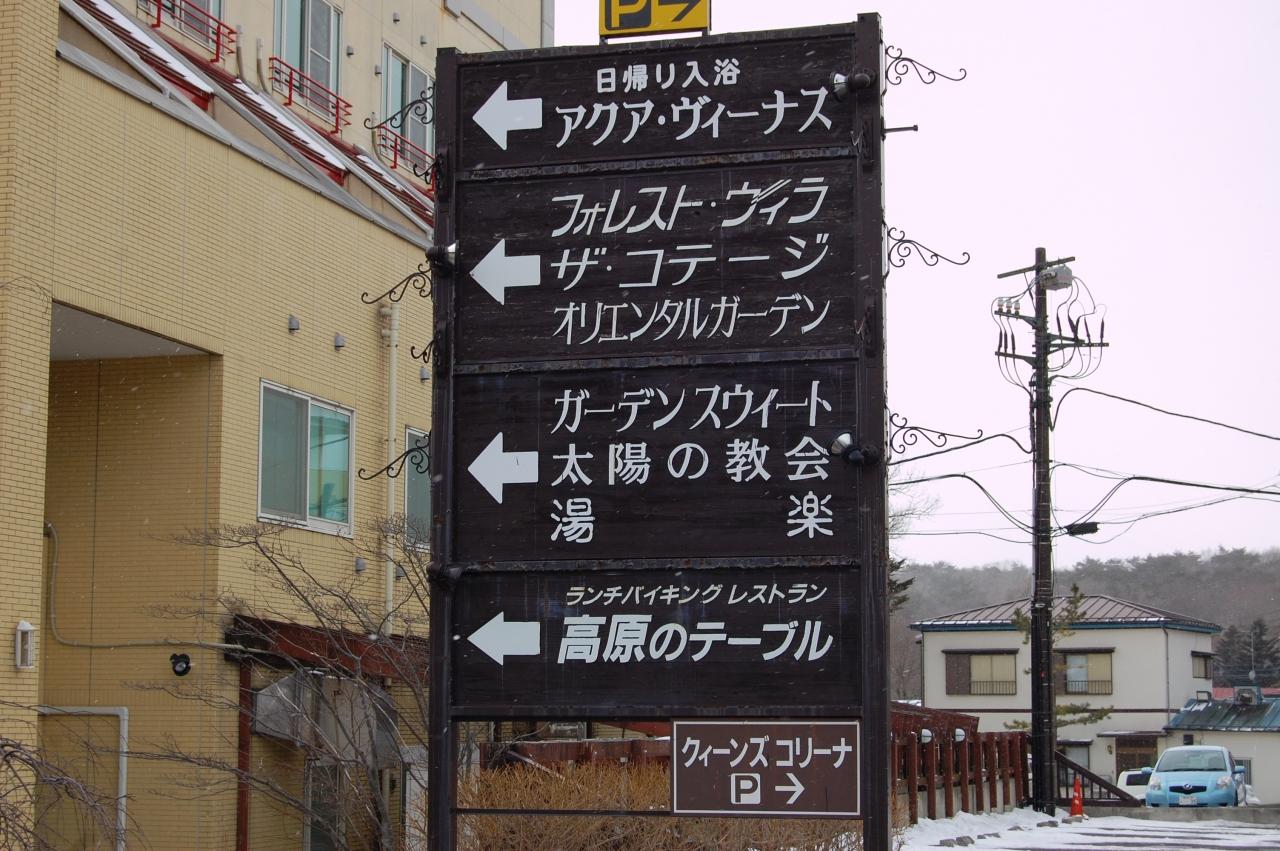 P→
日帰り入浴
アクア・ヴィーナス
フォレスト・ヴィラ
ザ・コテージ
オリエンタルガーデン
ガーデンスウィート
太陽の教会
湯楽
ランチバイキング レストラン
高原のテーブル
クィーンズ コリーナ
P→